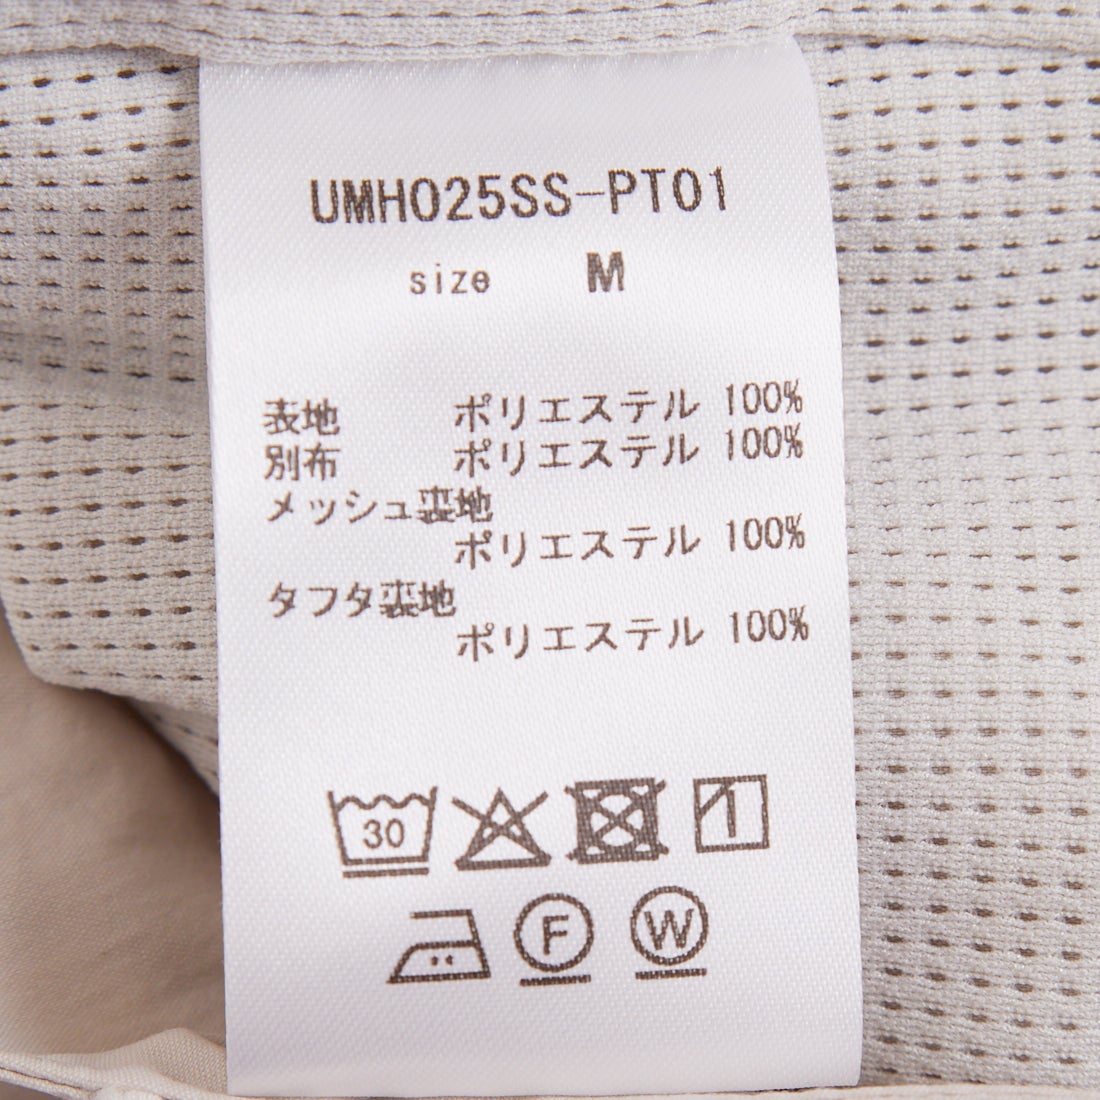 UMH025SS-PT01
size M
表地 ポリエステル 100%
別布 ポリエステル 100%
メッシュ裏地
ポリエステル 100%
タフタ裏地
ポリエステル 100%
30
F W